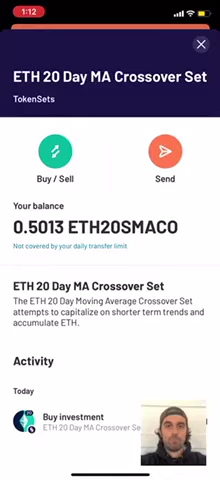 1:12
ETH 20 Day MA Crossover Set
TokenSets
Buy / Sell
Send
Your balance
0.5013 ETH20SMACO
Not covered by your daily transfer limit
ETH 20 Day MA Crossover Set
The ETH 20 Day Moving Average Crossover Set
attempts to capitalize on shorter term trends and
accumulate ETH.
Activity
Today
Buy investment
ETH 20 Day MA Crossover Se